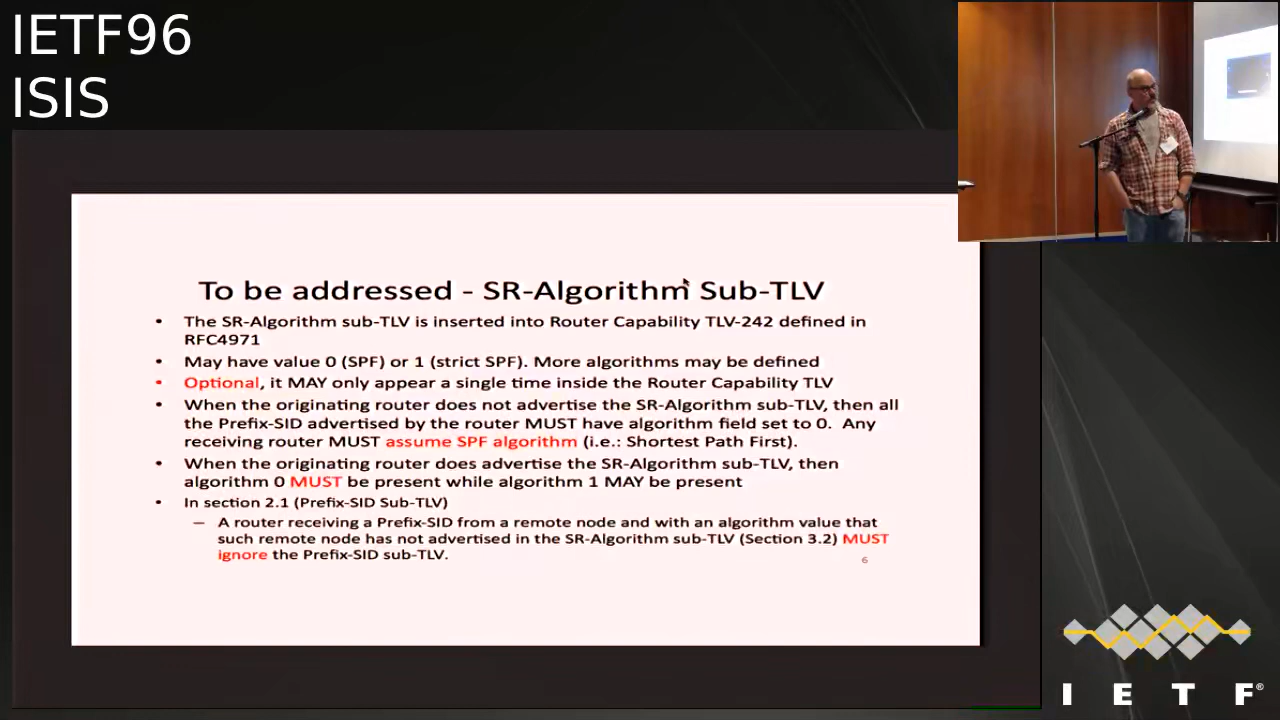 IETF96
ISIS
To be addressed - SR-Algorithm Sub-TLV
• The SR-Algorithm sub-TLV is inserted into Router Capability TLV-242 defined in
RFC4971
• May have value 0 (SPF) or 1 (strict SPF). More algorithms may be defined
• Optional, it MAY only appear a single time inside the Router Capability TLV
• When the originating router does not advertise the SR-Algorithm sub-TLV, then all
the Prefix-SID advertised by the router MUST have algorithm field set to 0. Any
receiving router MUST assume SPF algorithm (i.e.: Shortest Path First).
• When the originating router does advertise the SR-Algorithm sub-TLV, then
algorithm 0 MUST be present while algorithm 1 MAY be present
• In section 2.1 (Prefix-SID Sub-TLV)
– A router receiving a Prefix-SID from a remote node and with an algorithm value that
such remote node has not advertised in the SR-Algorithm sub-TLV (Section 3.2) MUST
ignore the Prefix-SID sub-TLV.
6
I E T F®